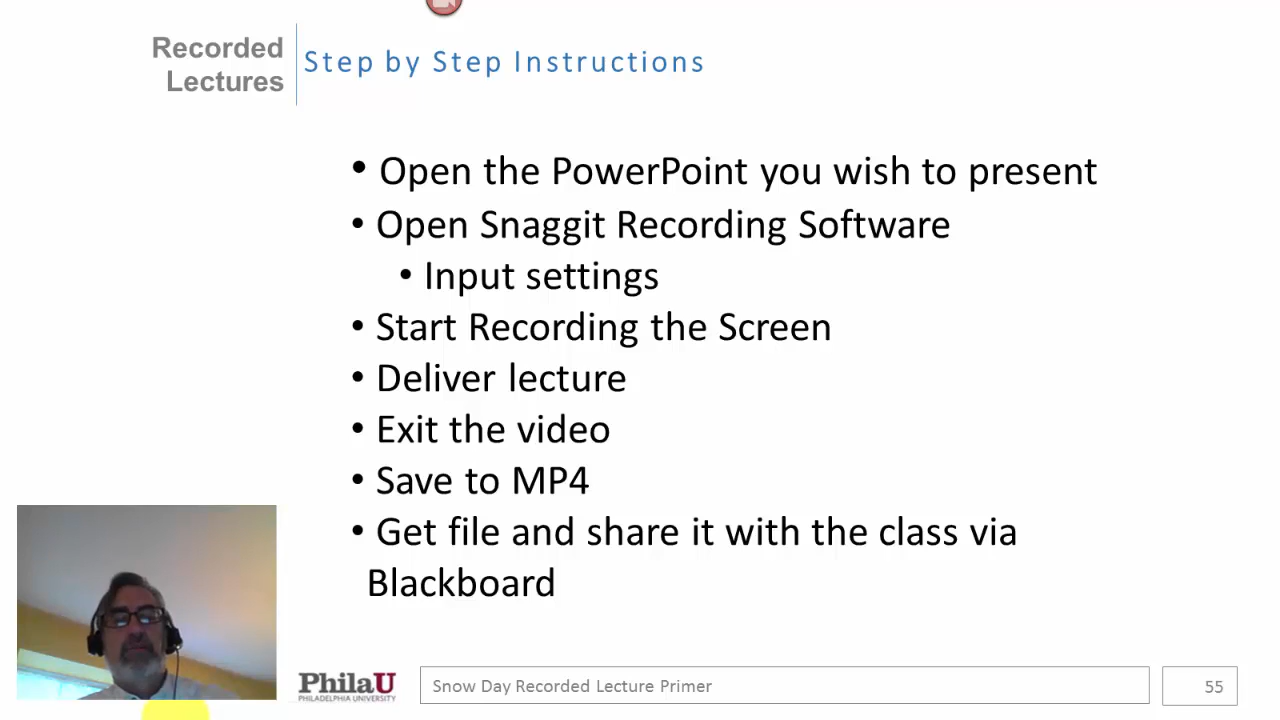 Recorded
Lectures
Step by Step Instructions
• Open the PowerPoint you wish to present
• Open Snaggit Recording Software
• Input settings
• Start Recording the Screen
• Deliver lecture
• Exit the video
• Save to MP4
• Get file and share it with the class via
Blackboard
PhilaU
PHILADELPHIA UNIVERSITY
Snow Day Recorded Lecture Primer
55